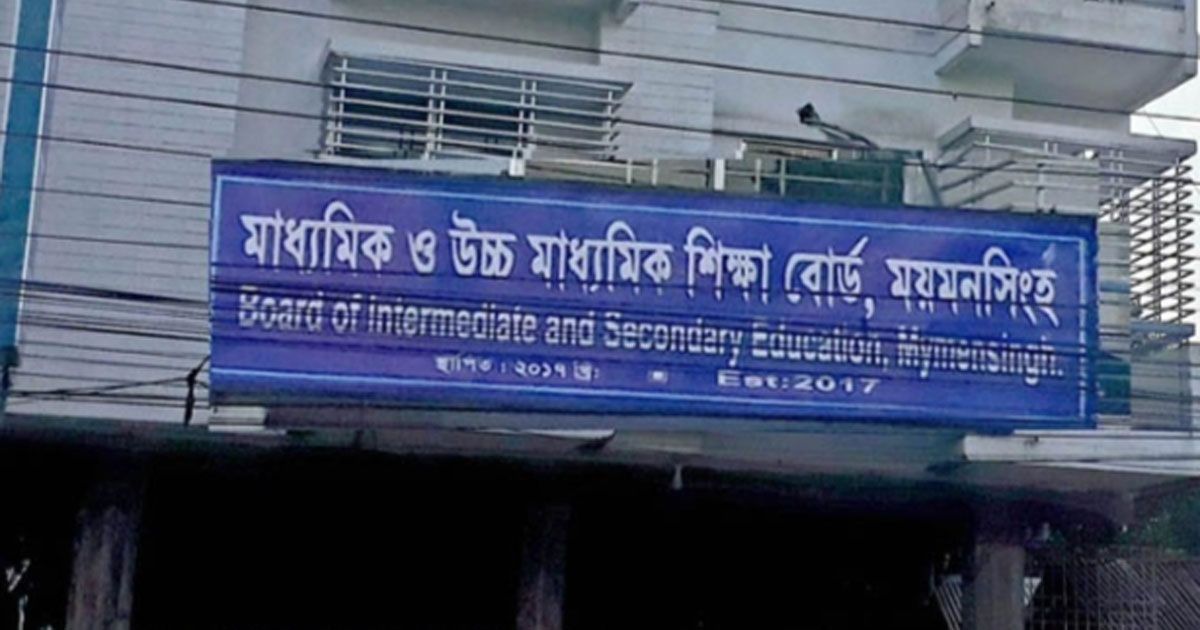 মাধ্যমিক ও উচ্চ মাধ্যমিক শিক্ষা বোর্ড, ময়মনসিংহ
Board of Intermediate and Secondary Education, Mymensingh.
স্থাপিত : ২০১৭ খ্রিঃ Est:2017